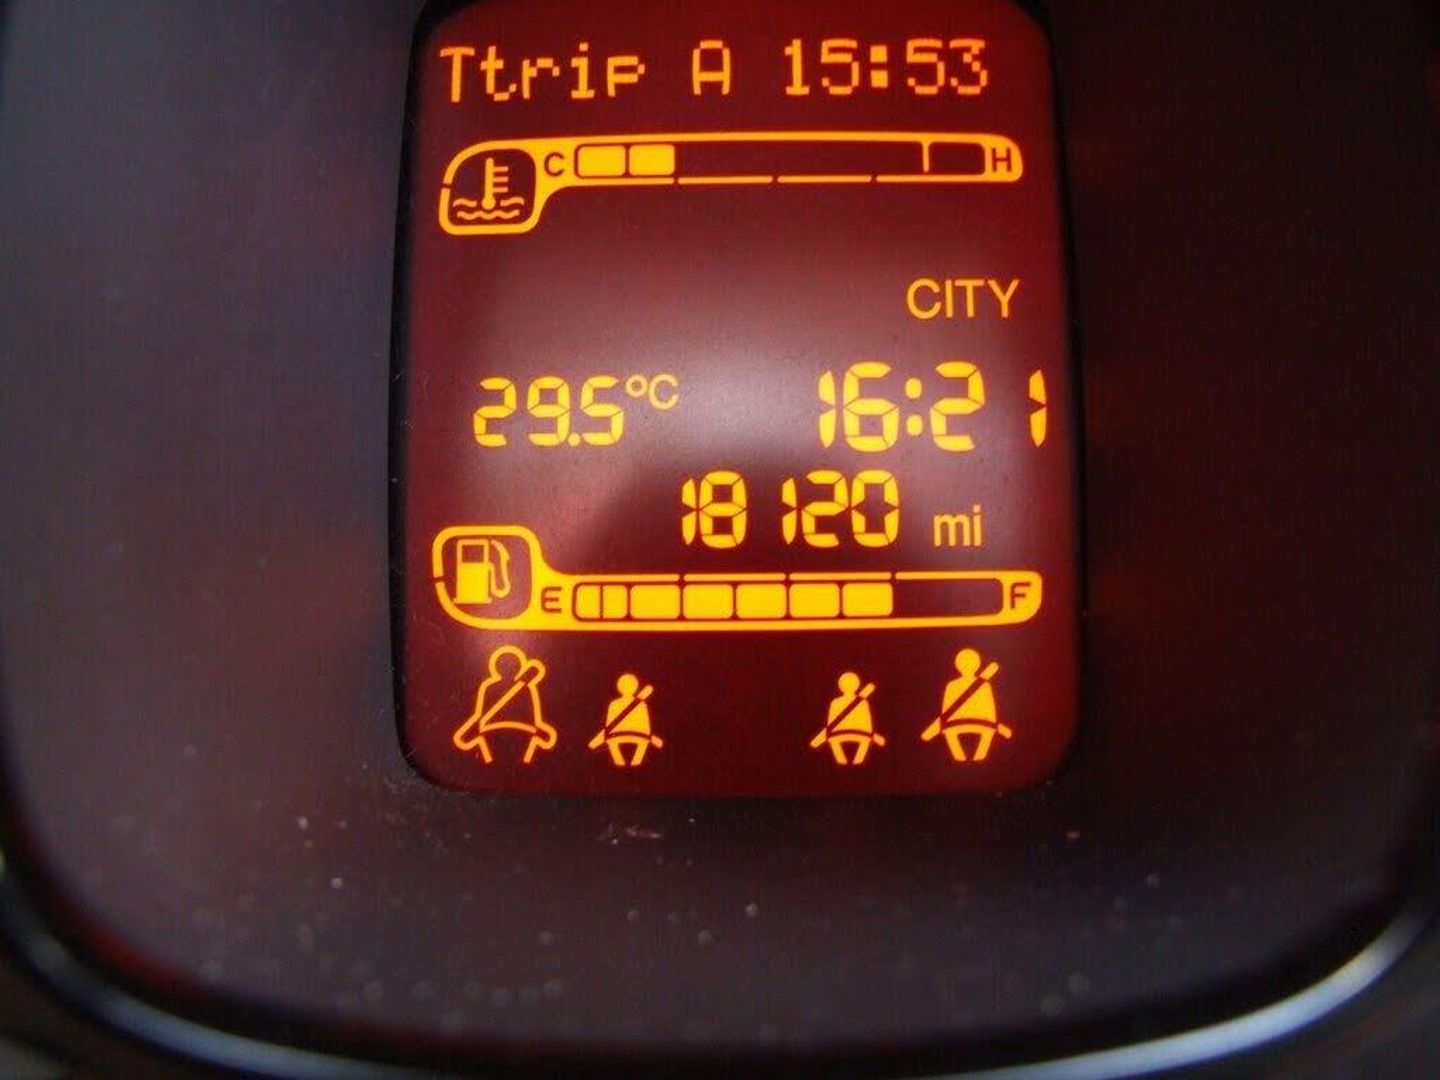 Ttrip A 15:53
C H
CITY
29.5°C 16:21
18120 mi
E F